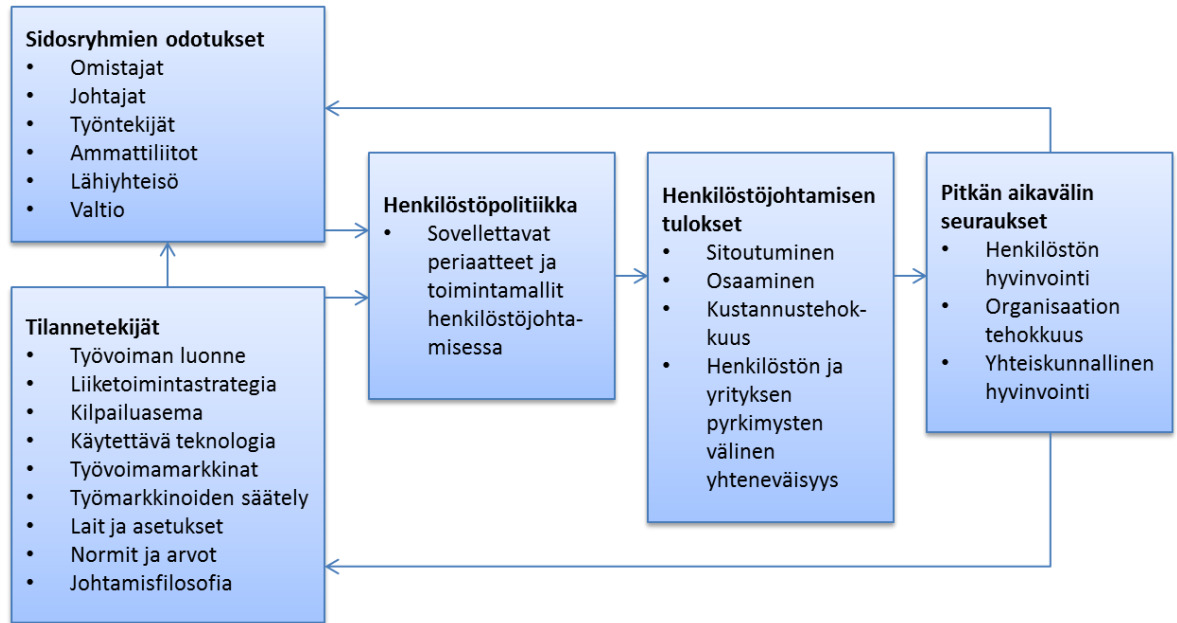 Sidosryhmien odotukset
• Omistajat
• Johtajat
• Työntekijät
• Ammattiliitot
• Lähiyhteisö
• Valtio
Tilannetekijät
• Työvoiman luonne
• Liiketoimintastrategia
• Kilpailuasema
• Käytettävä teknologia
• Työvoimamarkkinat
• Työmarkkinoiden säätely
• Lait ja asetukset
• Normit ja arvot
• Johtamisfilosofia
Henkilöstöpolitiikka
• Sovellettavat
periaatteet ja
toimintamallit
henkilöstöjohta-
misessa
Henkilöstöjohtamisen
tulokset
• Sitoutuminen
• Osaaminen
• Kustannustehok-
kuus
• Henkilöstön ja
yrityksen
pyrkimysten
välinen
yhteneväisyys
Pitkän aikavälin
seuraukset
• Henkilöstön
hyvinvointi
• Organisaation
tehokkuus
• Yhteiskunnallinen
hyvinvointi